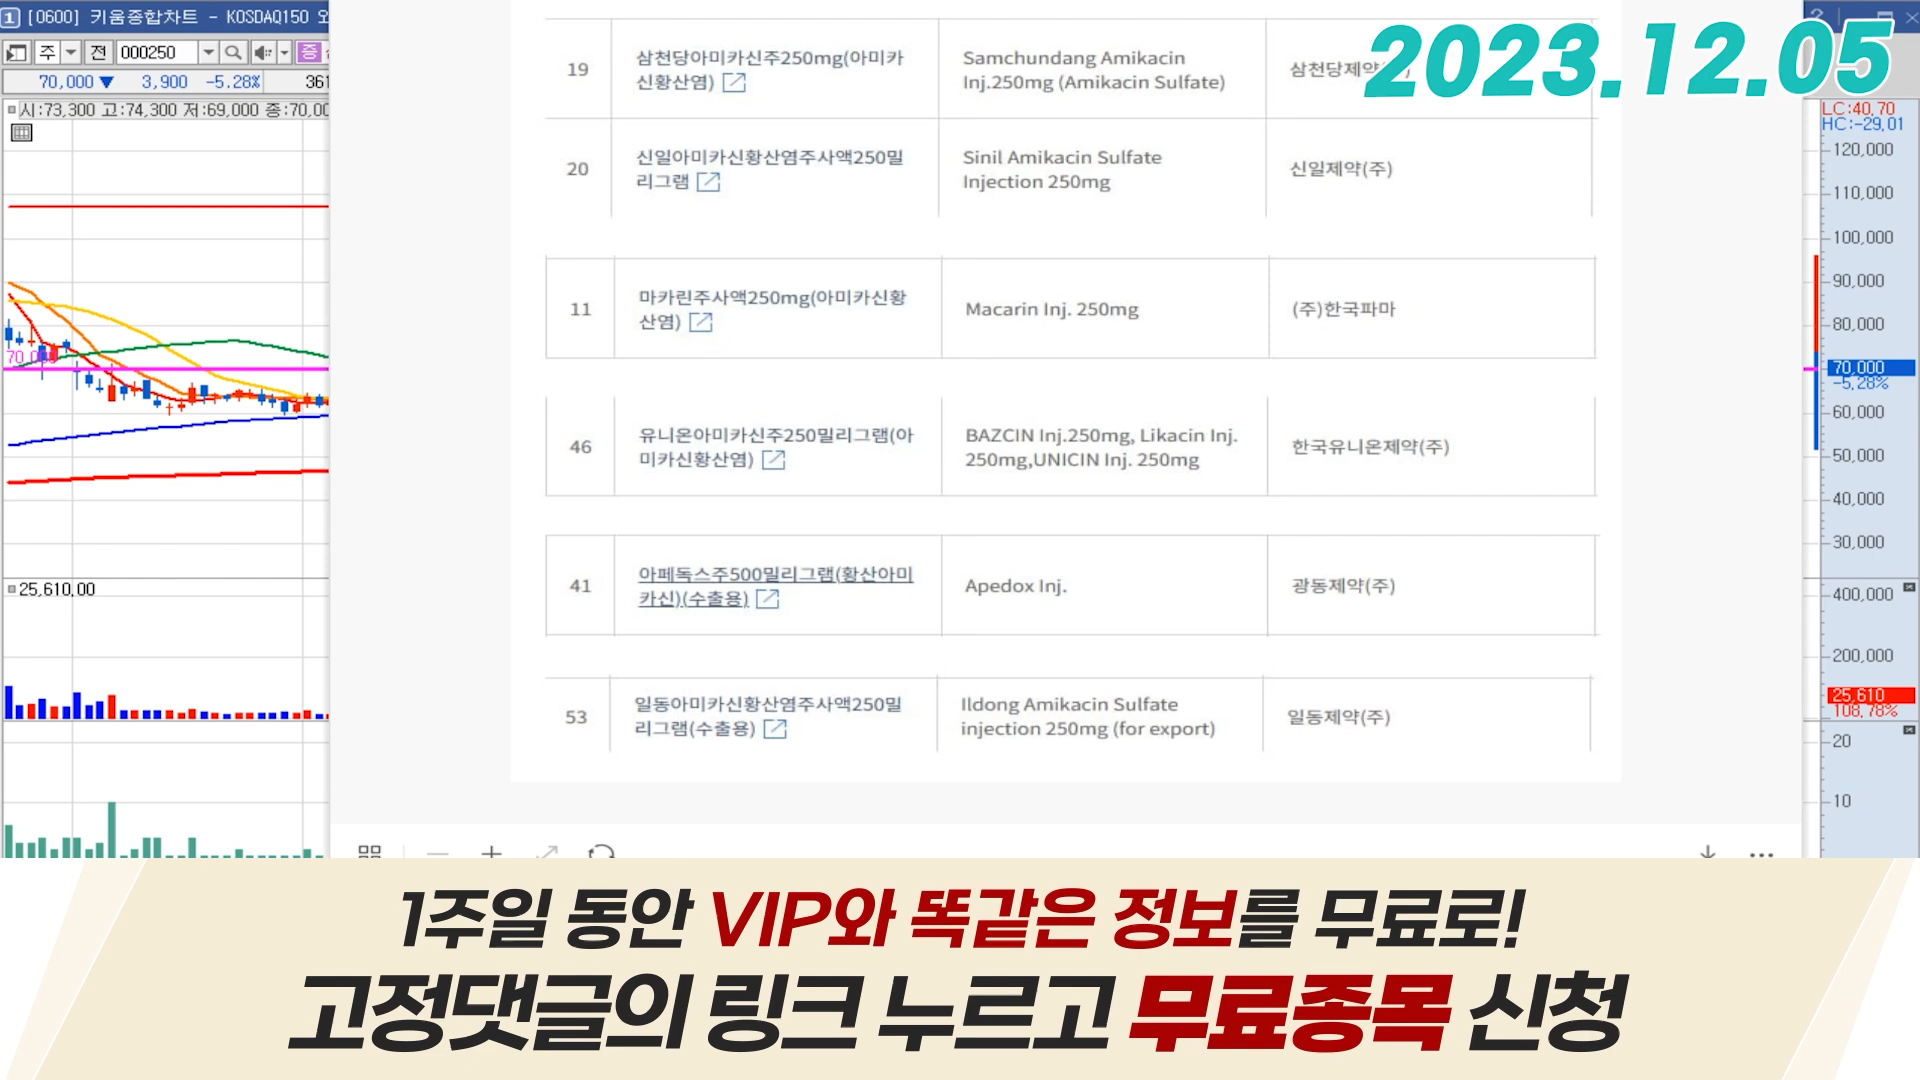 1 [0600] 키움종합차트 - KOSDAQ150
주 전 000250 증
70,000 ▼ 3,900 -5.28% 361
시:73,300 고:74,300 저:69,000 종:70,00
70,000
25,610.00
2023.12.05
19 삼천당아미카신주250mg(아미카 Samchundang Amikacin 삼천당제약
신황산염) Inj.250mg (Amikacin Sulfate)
20 신일아미카신황산염주사액250밀 Sinil Amikacin Sulfate 신일제약(주)
리그램 Injection 250mg
11 마카린주사액250mg(아미카신황 Macarin Inj. 250mg (주)한국파마
산염)
46 유니온아미카신주250밀리그램(아 BAZCIN Inj.250mg, Likacin Inj. 한국유니온제약(주)
미카신황산염) 250mg,UNICIN Inj. 250mg
41 아페독스주500밀리그램(황산아미 Apedox Inj. 광동제약(주)
카신)(수출용)
53 일동아미카신황산염주사액250밀 Ildong Amikacin Sulfate 일동제약(주)
리그램(수출용) injection 250mg (for export)
LC:40,70
HC:-29,01
120,000
110,000
100,000
90,000
80,000
70,000
-5,28%
60,000
50,000
40,000
30,000
400,000
200,000
25,610
108,78%
20
10
1주일 동안 VIP와 똑같은 정보를 무료로!
고정댓글의 링크 누르고 무료종목 신청